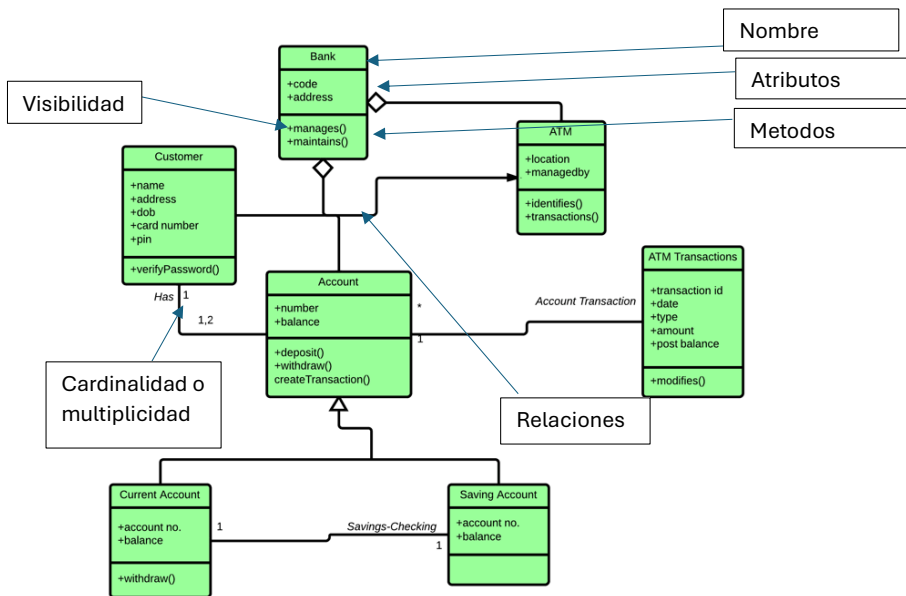 Nombre
Bank
+code
+address
+manages()
+maintains()
Atributos
Visibilidad
Metodos
ATM
+location
+managedby
+identifies()
+transactions()
Customer
+name
+address
+dob
+card number
+pin
+verifyPassword()
Has
1
1,2
Account
+number
+balance
+deposit()
+withdraw()
createTransaction()
*
1
Account Transaction
ATM Transactions
+transaction id
+date
+type
+amount
+post balance
+modifies()
Cardinalidad o
multiplicidad
Relaciones
Current Account
+account no.
+balance
+withdraw()
1
Savings-Checking
1
Saving Account
+account no.
+balance